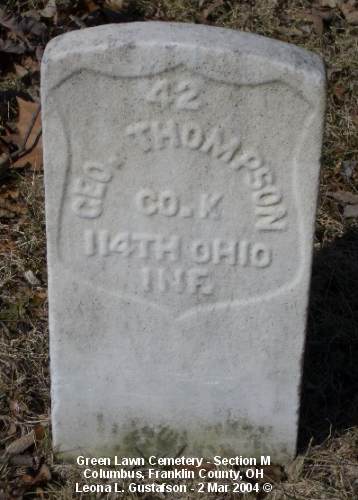 42
GEO. THOMPSON
CO. K
114TH OHIO
INF.
Green Lawn Cemetery - Section M
Columbus, Franklin County, OH
Leona L. Gustafson - 2 Mar 2004 ©